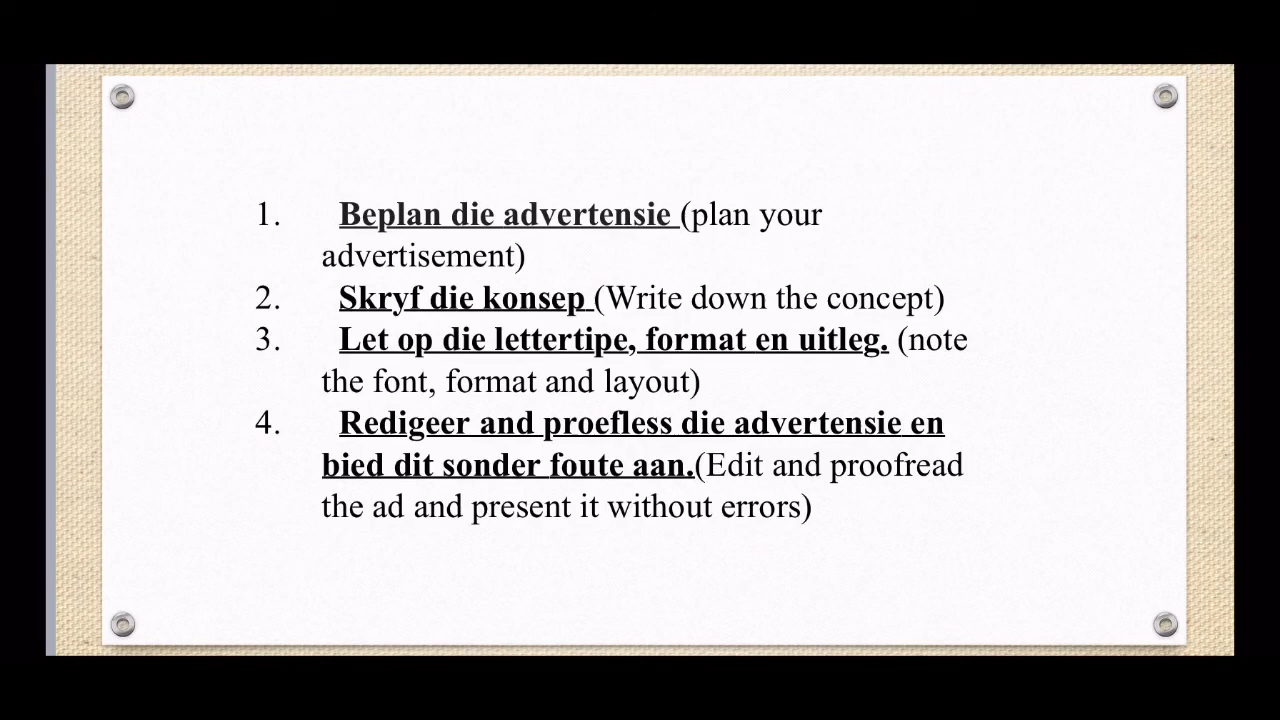 1. Beplan die advertensie (plan your
advertisement)
2. Skryf die konsep (Write down the concept)
3. Let op die lettertipe, format en uitleg. (note
the font, format and layout)
4. Redigeer and proefless die advertensie en
bied dit sonder foute aan.(Edit and proofread
the ad and present it without errors)